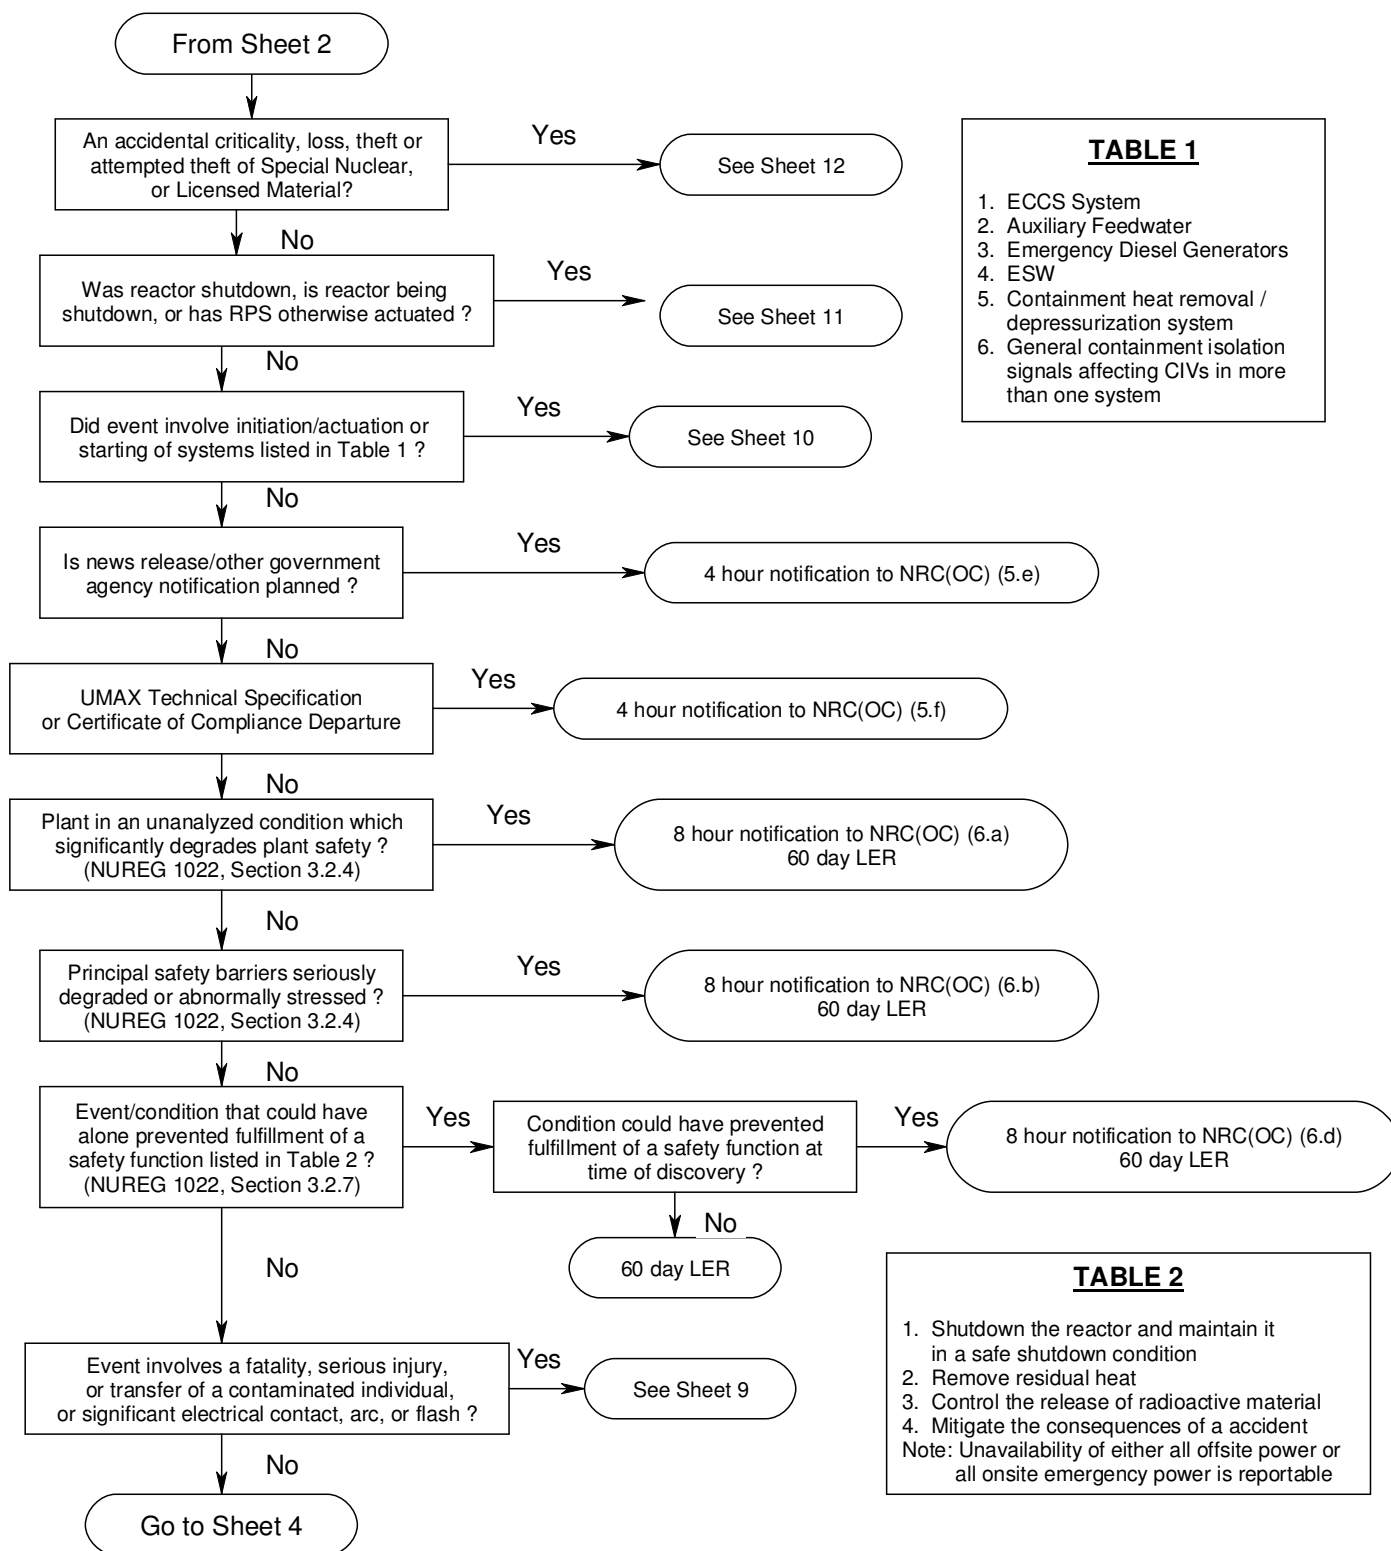 From Sheet 2
An accidental criticality, loss, theft or
attempted theft of Special Nuclear,
or Licensed Material?
Yes
See Sheet 12
No
TABLE 1
1. ECCS System
2. Auxiliary Feedwater
3. Emergency Diesel Generators
4. ESW
5. Containment heat removal /
depressurization system
6. General containment isolation
signals affecting CIVs in more
than one system
Was reactor shutdown, is reactor being
shutdown, or has RPS otherwise actuated ?
Yes
See Sheet 11
No
Did event involve initiation/actuation or
starting of systems listed in Table 1 ?
Yes
See Sheet 10
No
Is news release/other government
agency notification planned ?
Yes
4 hour notification to NRC(OC) (5.e)
No
UMAX Technical Specification
or Certificate of Compliance Departure
Yes
4 hour notification to NRC(OC) (5.f)
No
Plant in an unanalyzed condition which
significantly degrades plant safety ?
(NUREG 1022, Section 3.2.4)
Yes
8 hour notification to NRC(OC) (6.a)
60 day LER
No
Principal safety barriers seriously
degraded or abnormally stressed ?
(NUREG 1022, Section 3.2.4)
Yes
8 hour notification to NRC(OC) (6.b)
60 day LER
No
Event/condition that could have
alone prevented fulfillment of a
safety function listed in Table 2 ?
(NUREG 1022, Section 3.2.7)
Yes
Condition could have prevented
fulfillment of a safety function at
time of discovery ?
Yes
8 hour notification to NRC(OC) (6.d)
60 day LER
No
60 day LER
No
TABLE 2
1. Shutdown the reactor and maintain it
in a safe shutdown condition
2. Remove residual heat
3. Control the release of radioactive material
4. Mitigate the consequences of a accident
Note: Unavailability of either all offsite power or
all onsite emergency power is reportable
Event involves a fatality, serious injury,
or transfer of a contaminated individual,
or significant electrical contact, arc, or flash ?
Yes
See Sheet 9
No
Go to Sheet 4